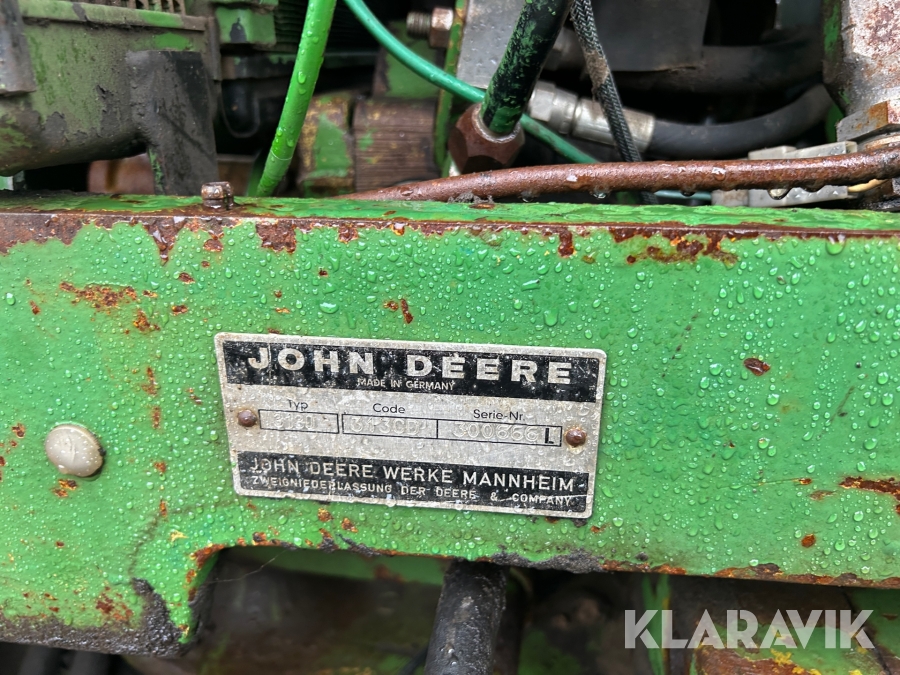 JOHN DEERE
MADE IN GERMANY
Typ Code Serie-Nr.
L
JOHN DEERE WERKE MANNHEIM
ZWEIGNIEDERLASSUNG DER DEERE & COMPANY
KLARAVIK